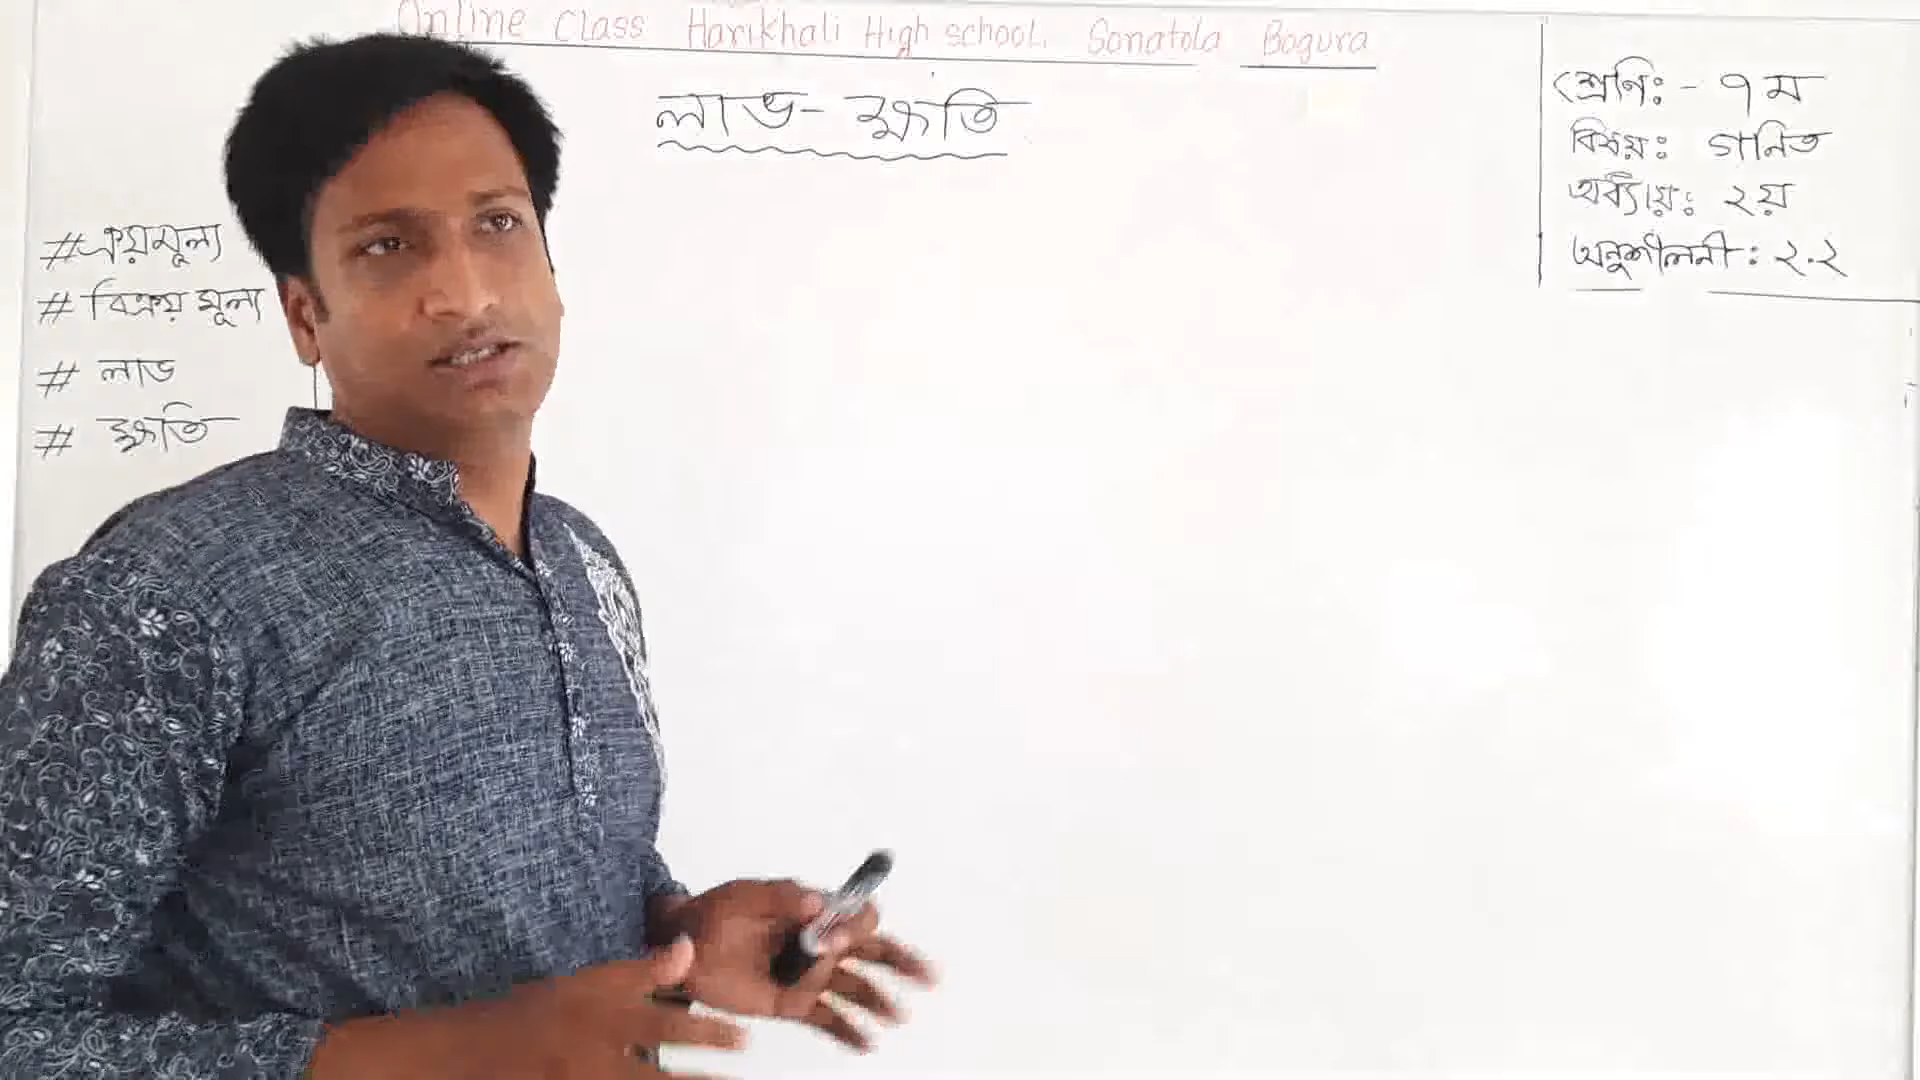 Online Class Harikhali High school, Sonatola Bogura
লাভ-ক্ষতি
শ্রেণিঃ - ৭ম
বিষয়ঃ গনিত
অধ্যায়ঃ ২য়
অনুশীলনীঃ ২.২
# ক্রয়মূল্য
# বিক্রয় মূল্য
# লাভ
# ক্ষতি